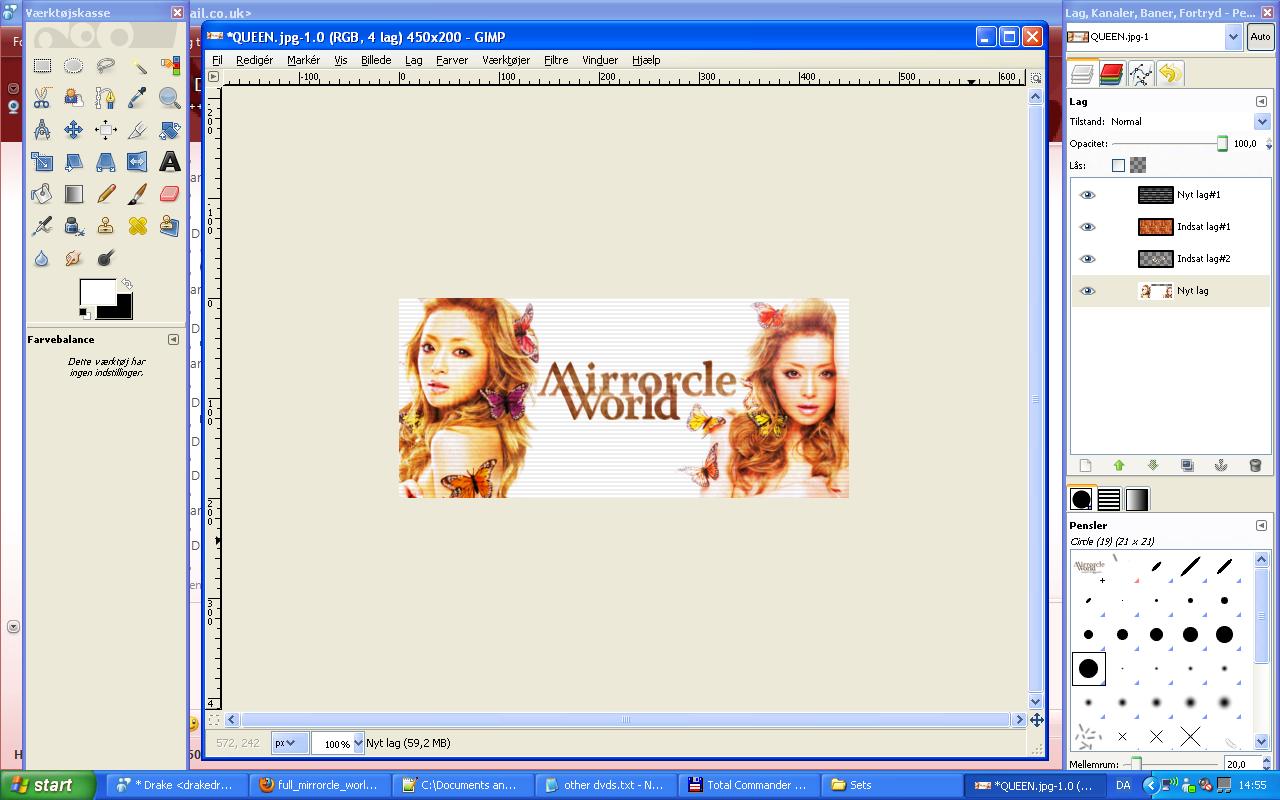 Værktøjskasse
ail.co.uk>
*QUEEN.jpg-1.0 (RGB, 4 lag) 450x200 - GIMP
Lag, Kanaler, Baner, Fortryd - Pe...
QUEEN.jpg-1
Auto
Fil Redigér Markér Vis Billede Lag Farver Værktøjer Filtre Vinduer Hjælp
-100 0 100 200 300 400 500 600
Lag
Tilstand: Normal
Opacitet: 100,0
Lås:
Nyt lag#1
Indsat lag#1
Indsat lag#2
Nyt lag
Farvebalance
Dette værktøj har
ingen indstillinger.
Mirrorcle
World
Pensler
Circle (19) (21 x 21)
Mellemrum: 20,0
572, 242 px 100% Nyt lag (59,2 MB)
start
* Drake <drakedr...
full_mirrorcle_worl...
C:\Documents an...
other dvds.txt - N...
Total Commander ...
Sets
*QUEEN.jpg-1.0 (...
DA
14:55